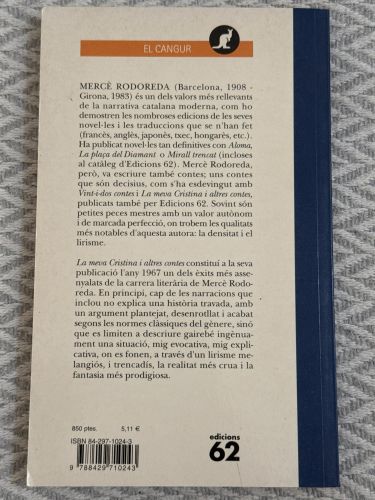 EL CANGUR
MERCÈ RODOREDA (Barcelona, 1908 -
Girona, 1983) és un dels valors més rellevants
de la narrativa catalana moderna, com ho
demostren les nombroses edicions de les seves
novel·les i les traduccions que se n'han fet
(francès, anglès, japonès, txec, hongarès, etc.).
Ha publicat novel·les tan definitives con Aloma,
La plaça del Diamant o Mirall trencat (incloses
al catàleg d'Edicions 62). Mercè Rodoreda,
però, va escriure també contes; uns contes
que són decisius, com s'ha esdevingut amb
Vint-i-dos contes i La meva Cristina i altres contes,
publicats també per Edicions 62. Sovint són
petites peces mestres amb un valor autònom
i de marcada perfecció, on trobem les qualitats
més notables d'aquesta autora: la densitat i el
lirisme.
La meva Cristina i altres contes constituí a la seva
publicació l'any 1967 un dels èxits més asse-
nyalats de la carrera literària de Mercè Rodo-
reda. En principi, cap de les narracions que
inclou no explica una història travada, amb
un argument plantejat, desenrotllat i acabat
segons les normes clàssiques del gènere, sinó
que es limiten a descriure gairebé ingènua-
ment una situació, mig evocativa, mig expli-
cativa, on es fonen, a través d'un lirisme me-
langiós, i trencadís, la realitat més crua i la
fantasia més prodigiosa.
850 ptes. 5,11 €
ISBN 84-297-1024-3
9 788429 710243
edicions
62